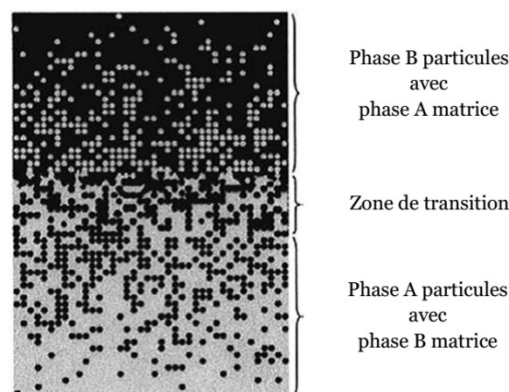 Phase B particules
avec
phase A matrice
Zone de transition
Phase A particules
avec
phase B matrice